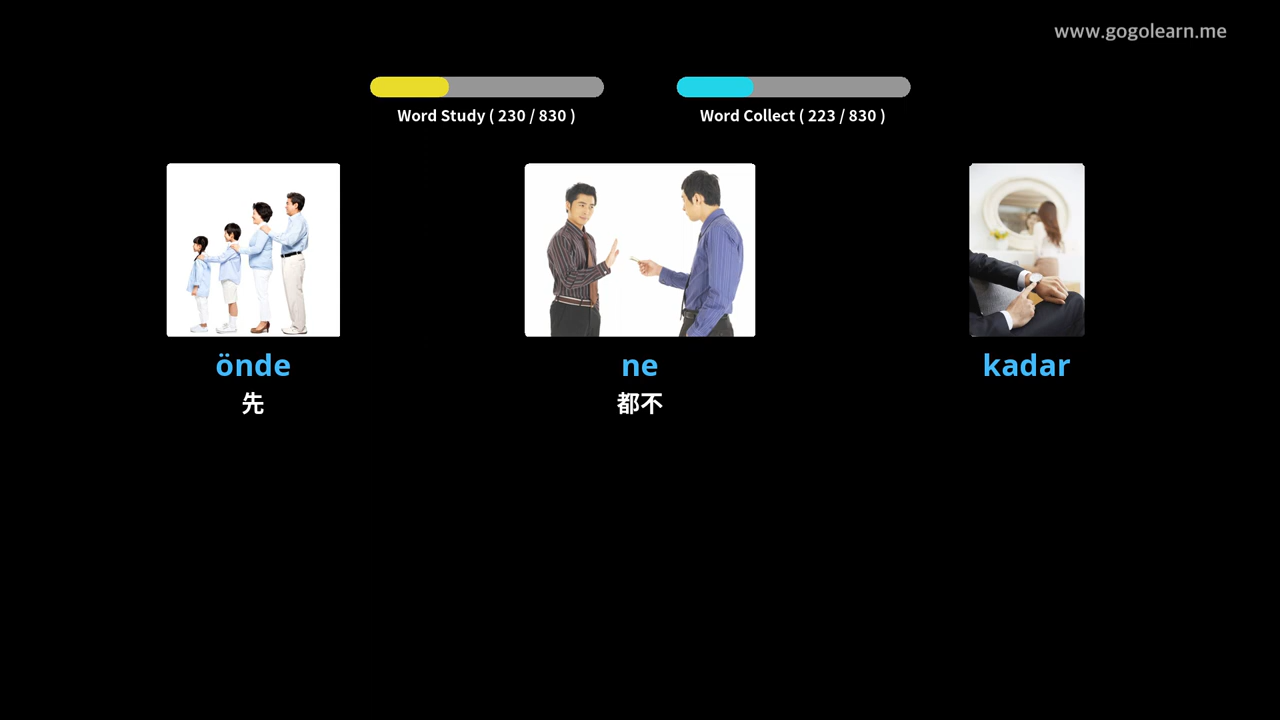 www.gogolearn.me
Word Study ( 230 / 830 )
Word Collect ( 223 / 830 )
önde
先
ne
都不
kadar